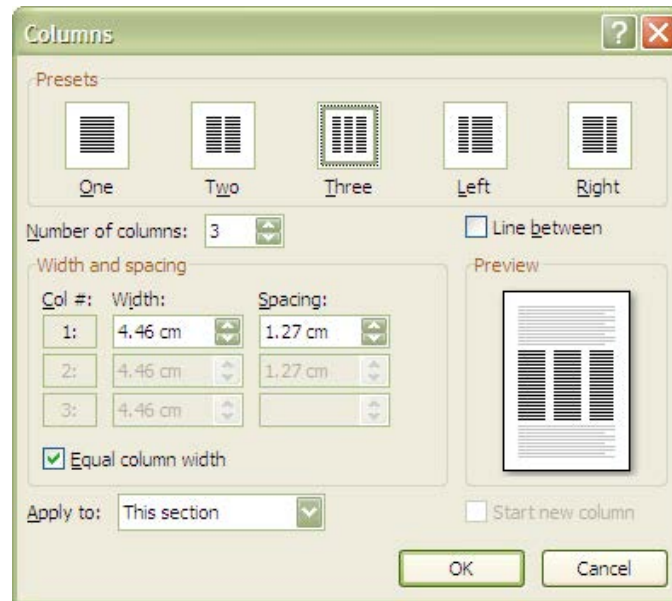 Columns
Presets
One Two Three Left Right
Number of columns: 3 Line between
Width and spacing Preview
Col #: Width: Spacing:
1: 4.46 cm 1.27 cm
2: 4.46 cm 1.27 cm
3: 4.46 cm
Equal column width
Apply to: This section Start new column
OK Cancel